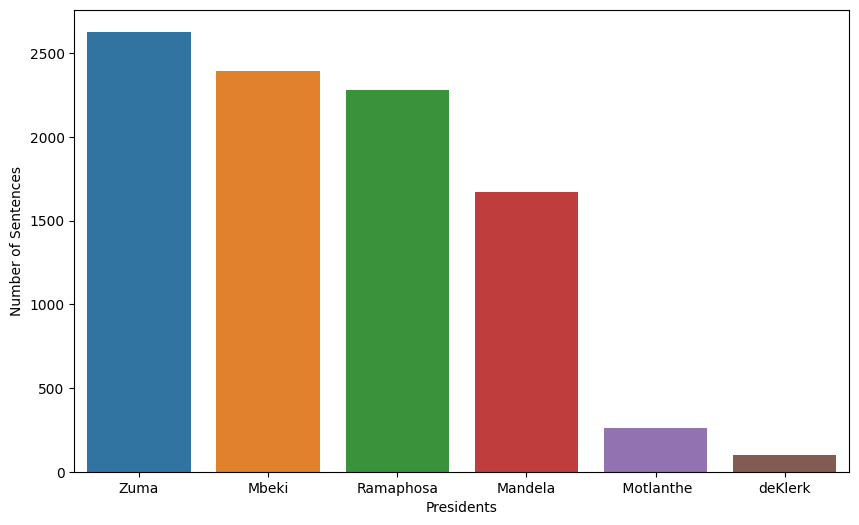 Number of Sentences
2500
2000
1500
1000
500
0
Zuma Mbeki Ramaphosa Mandela Motlanthe deKlerk
Presidents